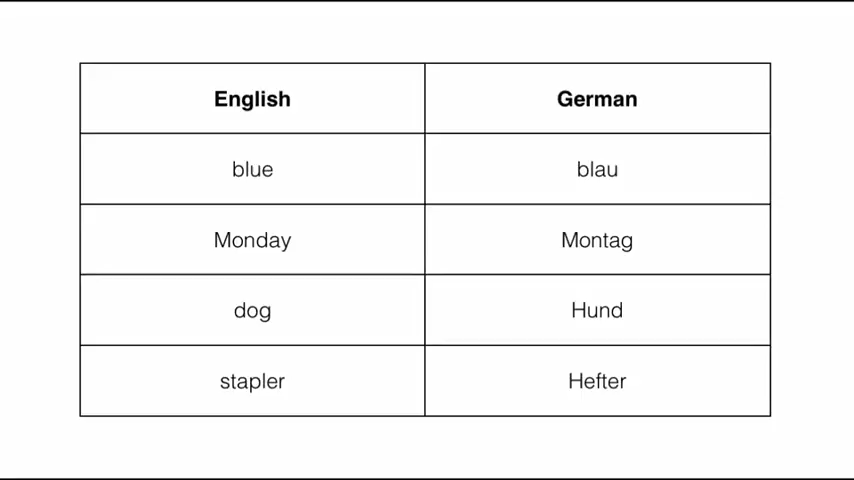 English German
blue blau
Monday Montag
dog Hund
stapler Hefter